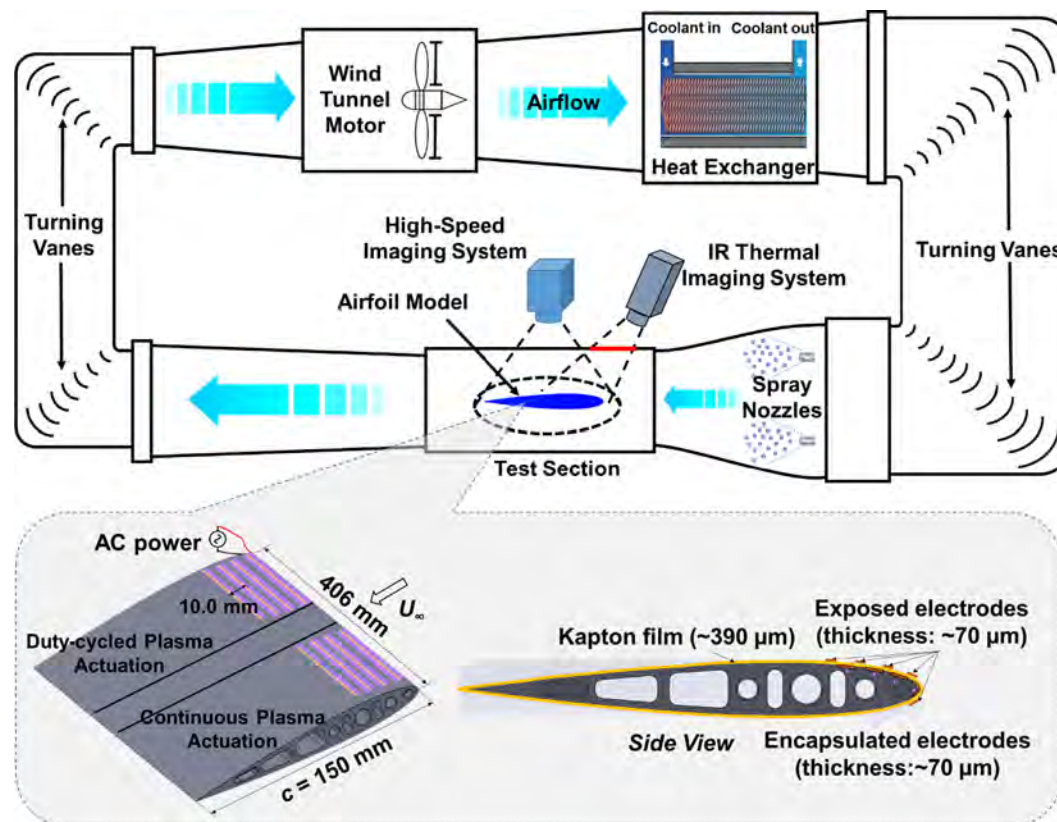 Coolant in Coolant out
Wind
Tunnel
Motor
Airflow
Heat Exchanger
Turning
Vanes
High-Speed
Imaging System
IR Thermal
Imaging System
Turning Vanes
Airfoil Model
Spray
Nozzles
Test Section
AC power
406 mm
U∞
10.0 mm
Duty-cycled Plasma
Actuation
Continuous Plasma
Actuation
c = 150 mm
Exposed electrodes
(thickness: ~70 µm)
Kapton film (~390 µm)
Side View
Encapsulated electrodes
(thickness:~70 µm)